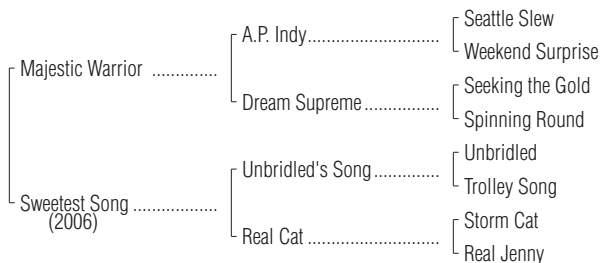 Seattle Slew
A.P. Indy..............................
Weekend Surprise
Majestic Warrior ..............
Seeking the Gold
Dream Supreme.................
Spinning Round
Unbridled
Unbridled's Song...............
Trolley Song
Sweetest Song .................
(2006)
Storm Cat
Real Cat .............................
Real Jenny